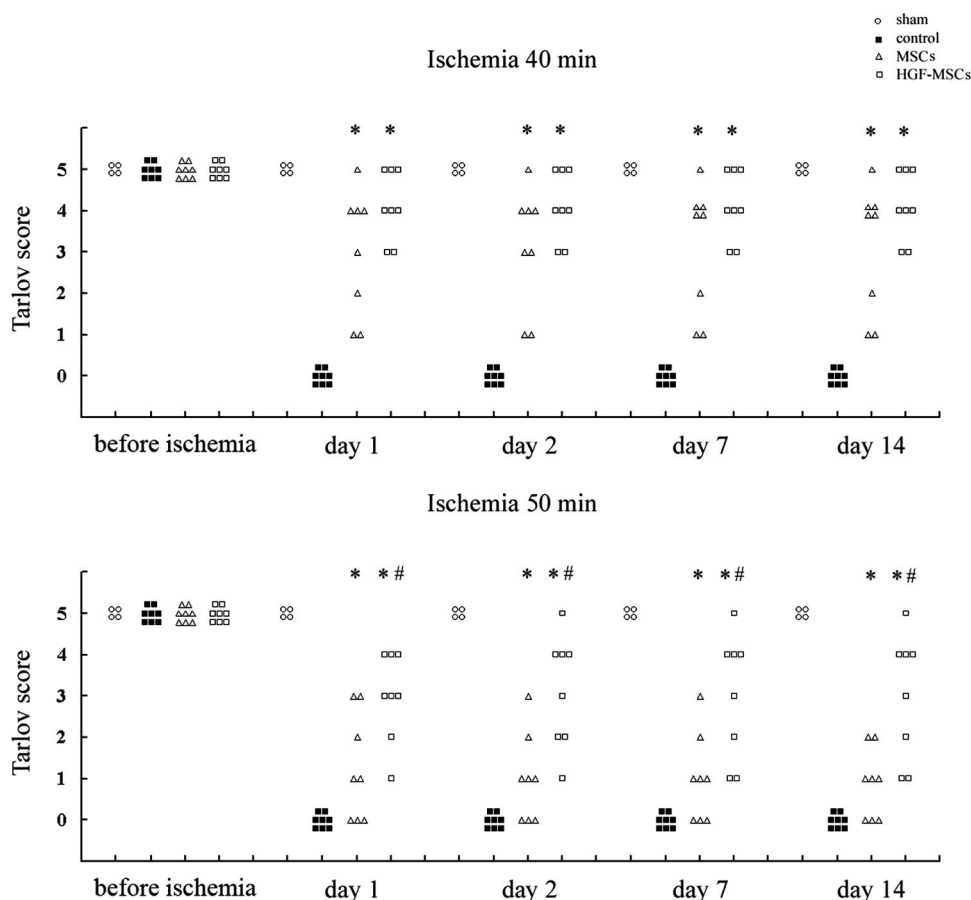 sham
control
MSCs
HGF-MSCs
Ischemia 40 min
* * * * * * * *
Tarlov score
5
4
3
2
1
0
before ischemia day 1 day 2 day 7 day 14
Ischemia 50 min
* *# * *# * *# * *#
Tarlov score
5
4
3
2
1
0
before ischemia day 1 day 2 day 7 day 14